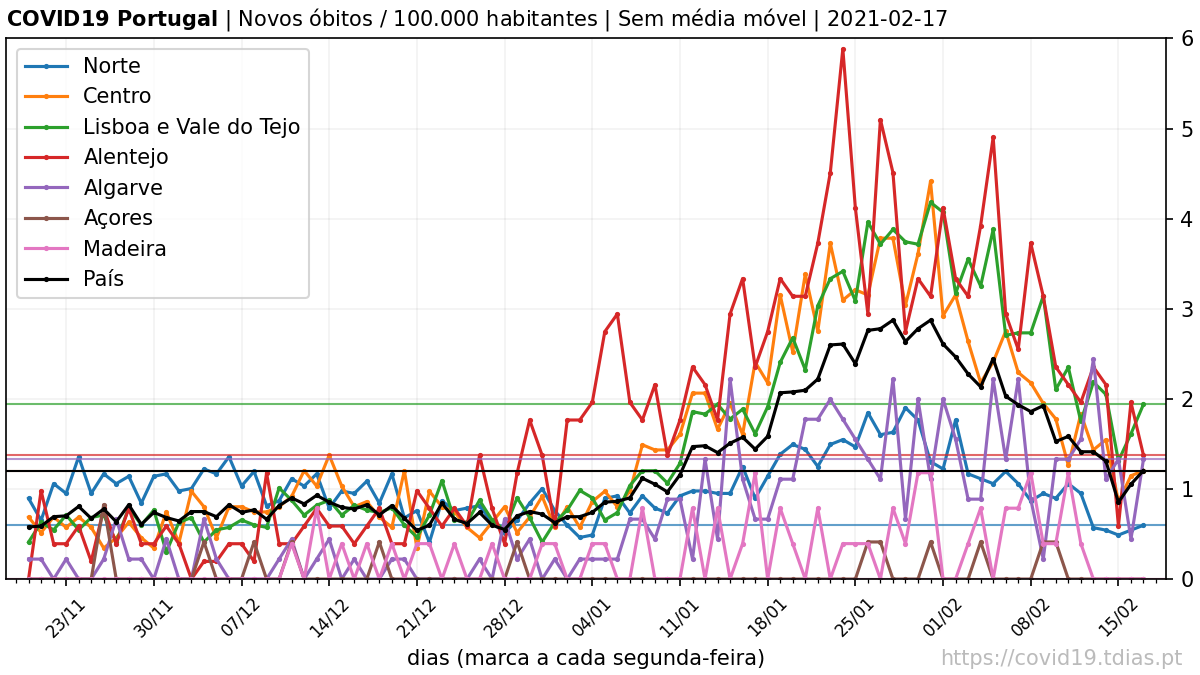 COVID19 Portugal | Novos óbitos / 100.000 habitantes | Sem média móvel | 2021-02-17
Norte
Centro
Lisboa e Vale do Tejo
Alentejo
Algarve
Açores
Madeira
País
6
5
4
3
2
1
0
23/11
30/11
07/12
14/12
21/12
28/12
04/01
11/01
18/01
25/01
01/02
08/02
15/02
dias (marca a cada segunda-feira)
https://covid19.tdias.pt